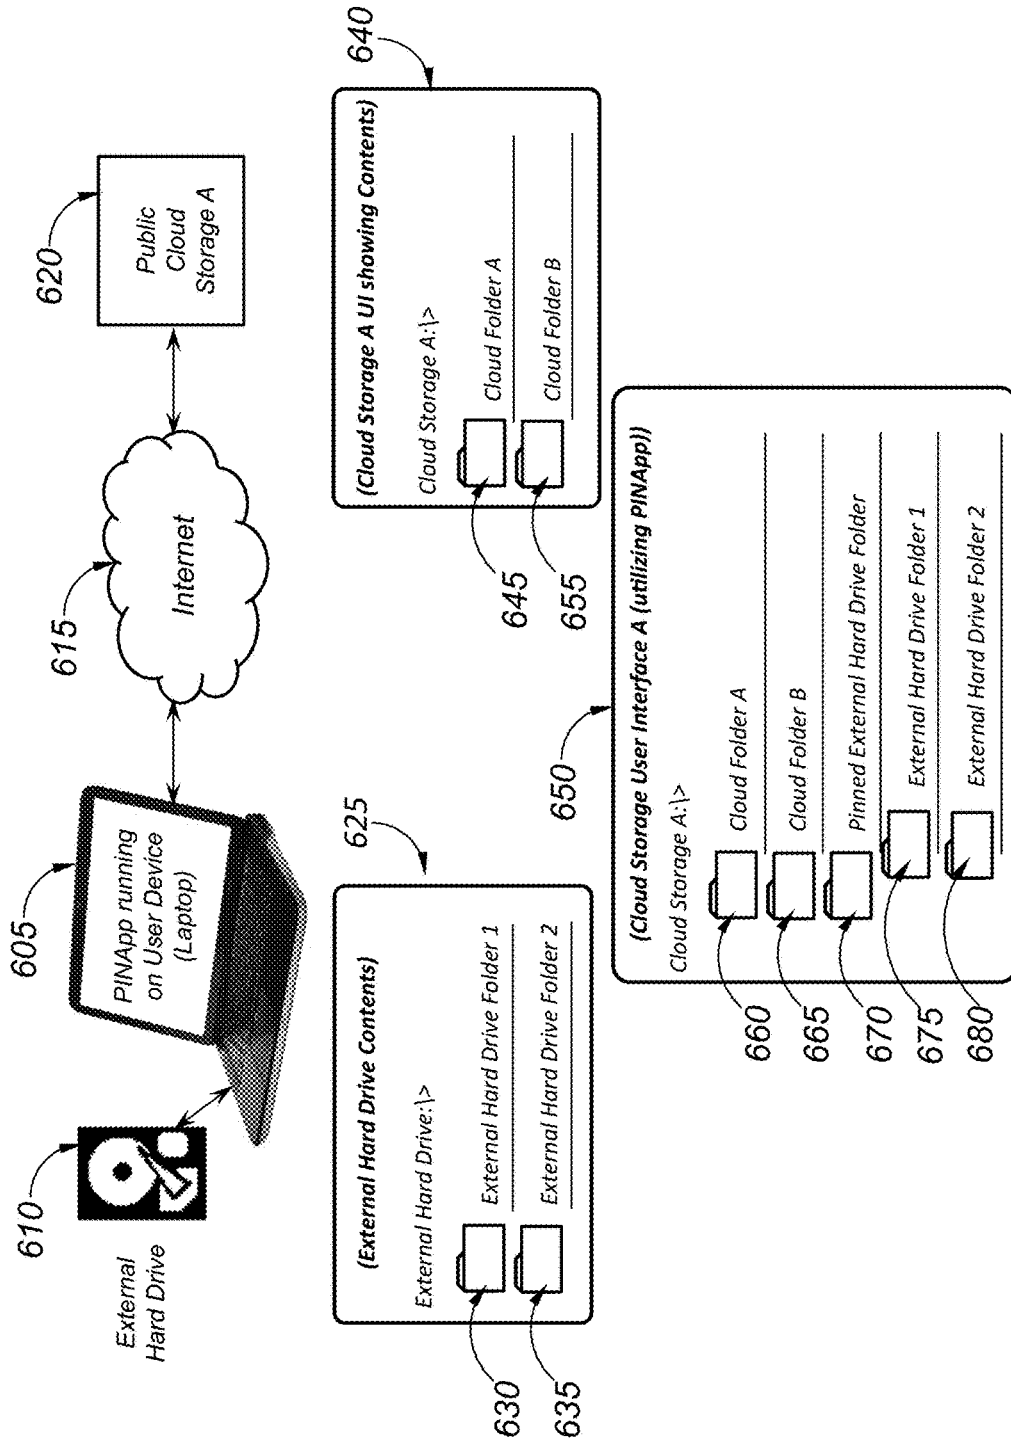 610
605
615
620
External
Hard Drive
PINApp running
on User Device
(Laptop)
Internet
Public
Cloud
Storage A
625
(External Hard Drive Contents)
External Hard Drive:\>
630
External Hard Drive Folder 1
635
External Hard Drive Folder 2
640
(Cloud Storage A UI showing Contents)
Cloud Storage A:\>
645
Cloud Folder A
655
Cloud Folder B
650
(Cloud Storage User Interface A (utilizing PINApp))
Cloud Storage A:\>
660
Cloud Folder A
665
Cloud Folder B
670
Pinned External Hard Drive Folder
675
External Hard Drive Folder 1
680
External Hard Drive Folder 2